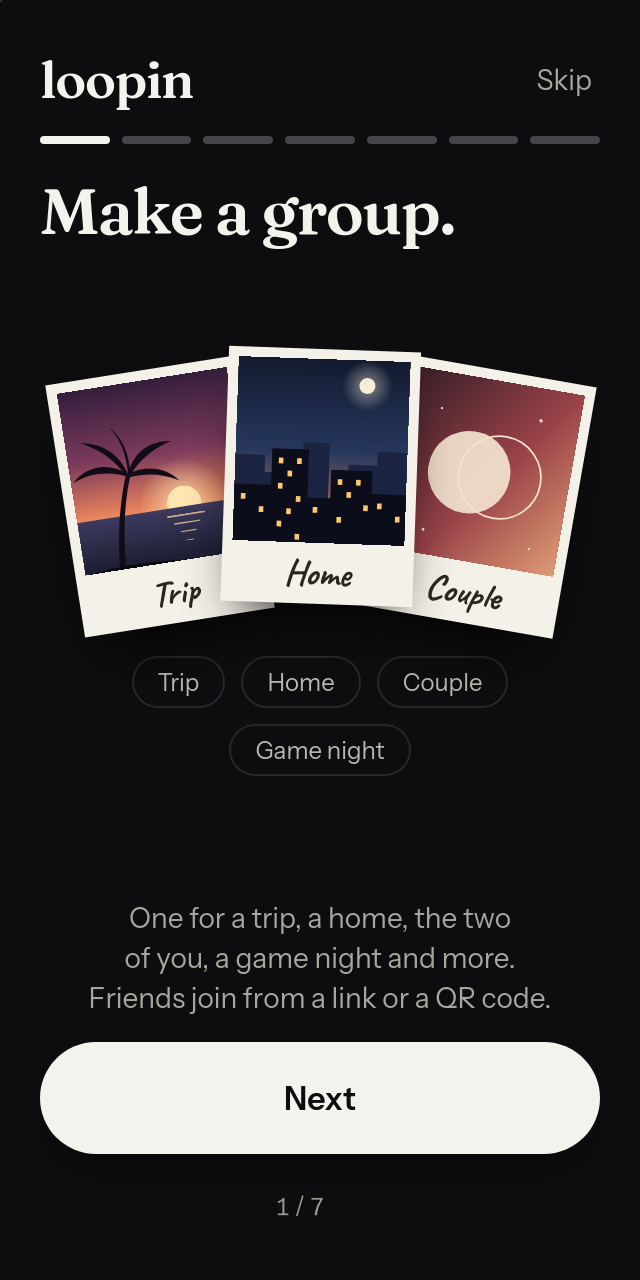 loopin
Skip
Make a group.
Trip
Home
Couple
Trip
Home
Couple
Game night
One for a trip, a home, the two
of you, a game night and more.
Friends join from a link or a QR code.
Next
1 / 7